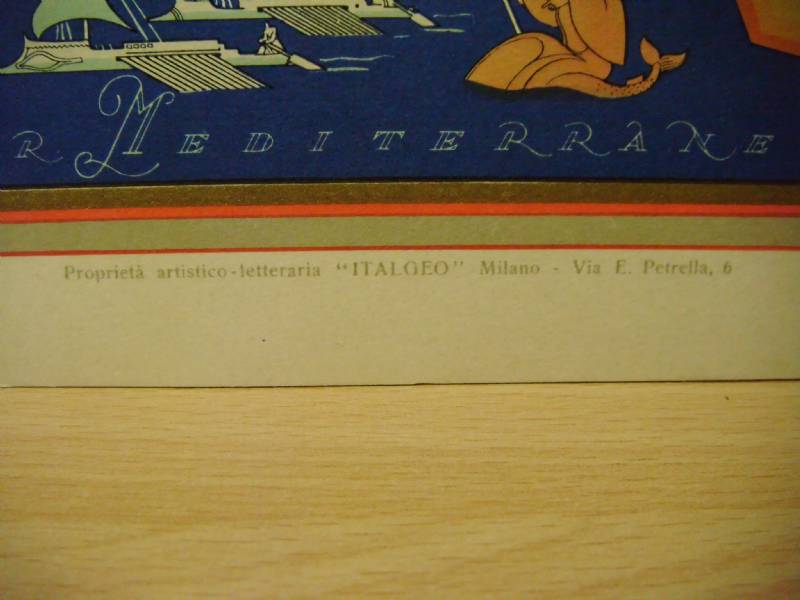 R MEDITERRANE
Proprietà artistico-letteraria "ITALGEO" Milano - Via E. Petrella, 6